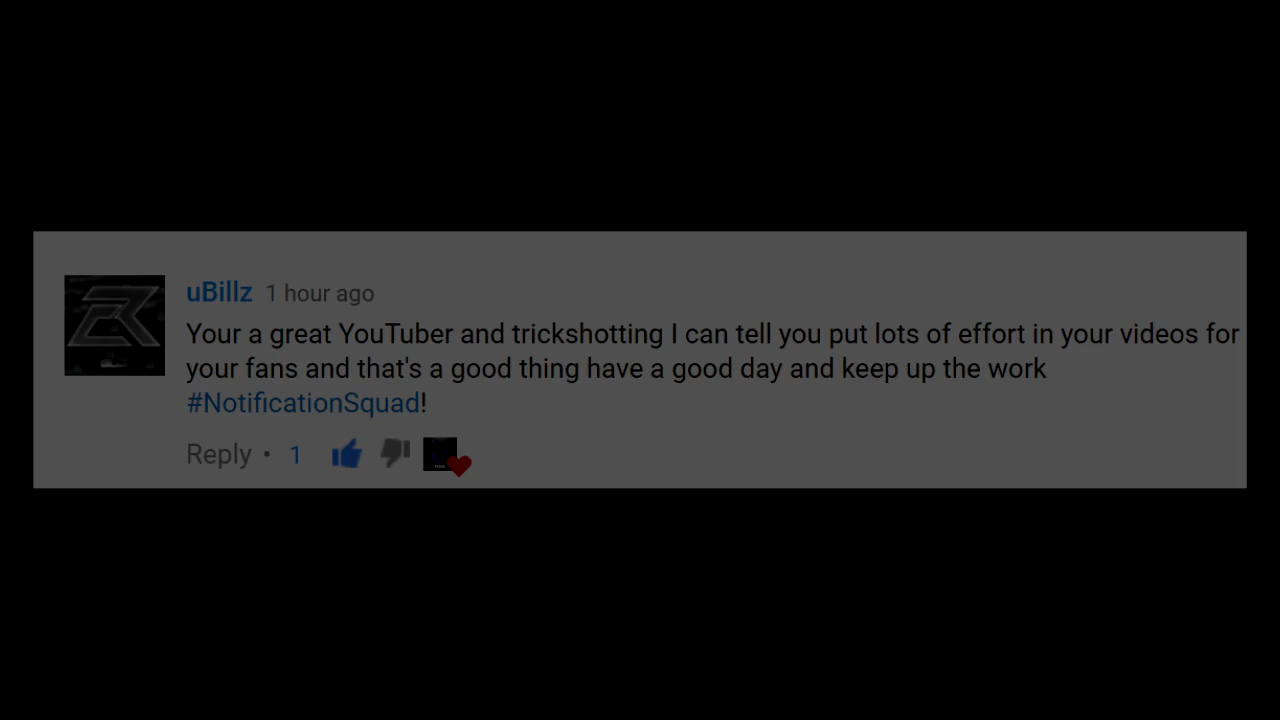 uBillz 1 hour ago
Your a great YouTuber and trickshotting I can tell you put lots of effort in your videos for
your fans and that's a good thing have a good day and keep up the work
#NotificationSquad!
Reply • 1